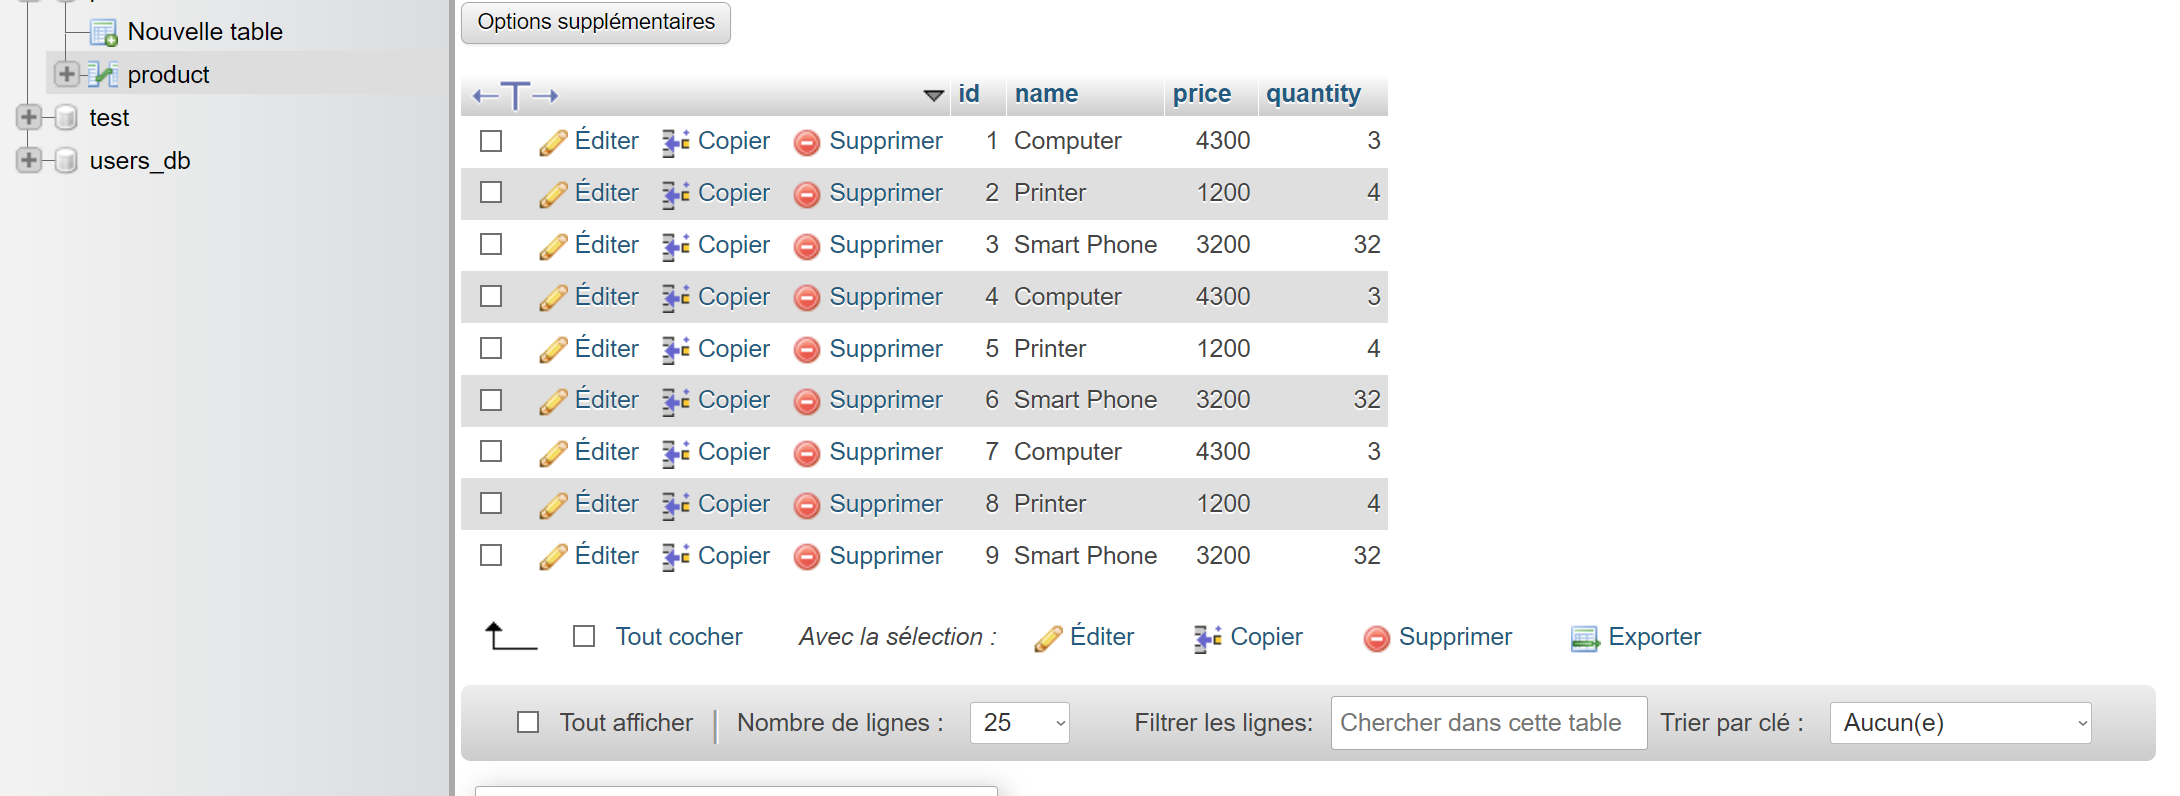 Nouvelle table
product
test
users_db
Options supplémentaires
id name price quantity
Éditer Copier Supprimer 1 Computer 4300 3
Éditer Copier Supprimer 2 Printer 1200 4
Éditer Copier Supprimer 3 Smart Phone 3200 32
Éditer Copier Supprimer 4 Computer 4300 3
Éditer Copier Supprimer 5 Printer 1200 4
Éditer Copier Supprimer 6 Smart Phone 3200 32
Éditer Copier Supprimer 7 Computer 4300 3
Éditer Copier Supprimer 8 Printer 1200 4
Éditer Copier Supprimer 9 Smart Phone 3200 32
Tout cocher Avec la sélection : Éditer Copier Supprimer Exporter
Tout afficher | Nombre de lignes : 25 Filtrer les lignes: Chercher dans cette table Trier par clé : Aucun(e)